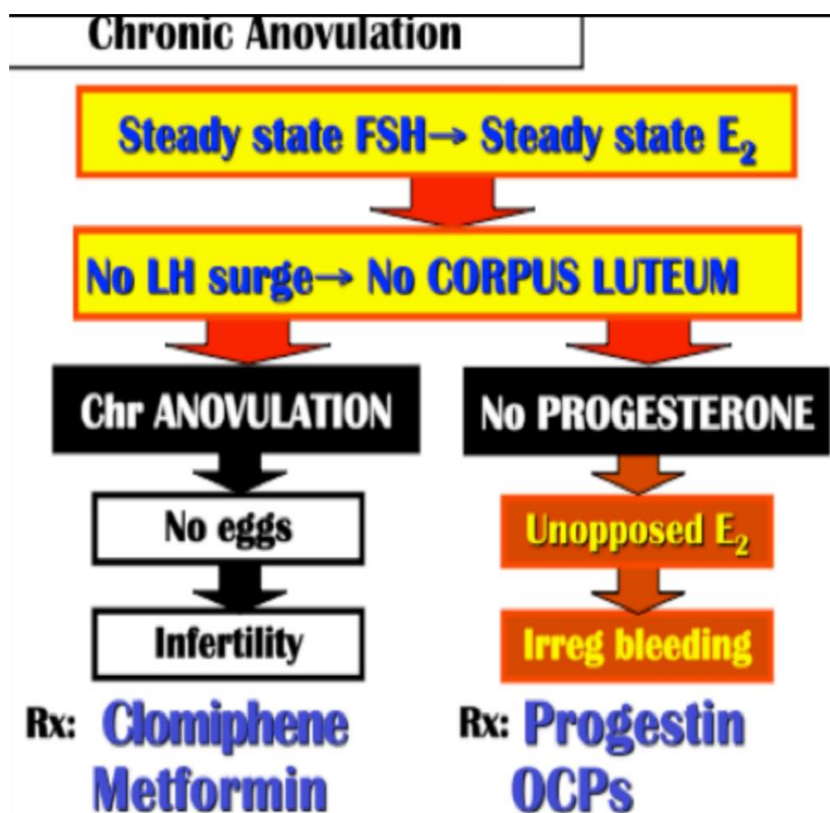 Chronic Anovulation
Steady state FSH→ Steady state E₂
No LH surge→ No CORPUS LUTEUM
Chr ANOVULATION
No eggs
Infertility
Rx: Clomiphene
Metformin
No PROGESTERONE
Unopposed E₂
Irreg bleeding
Rx: Progestin
OCPs